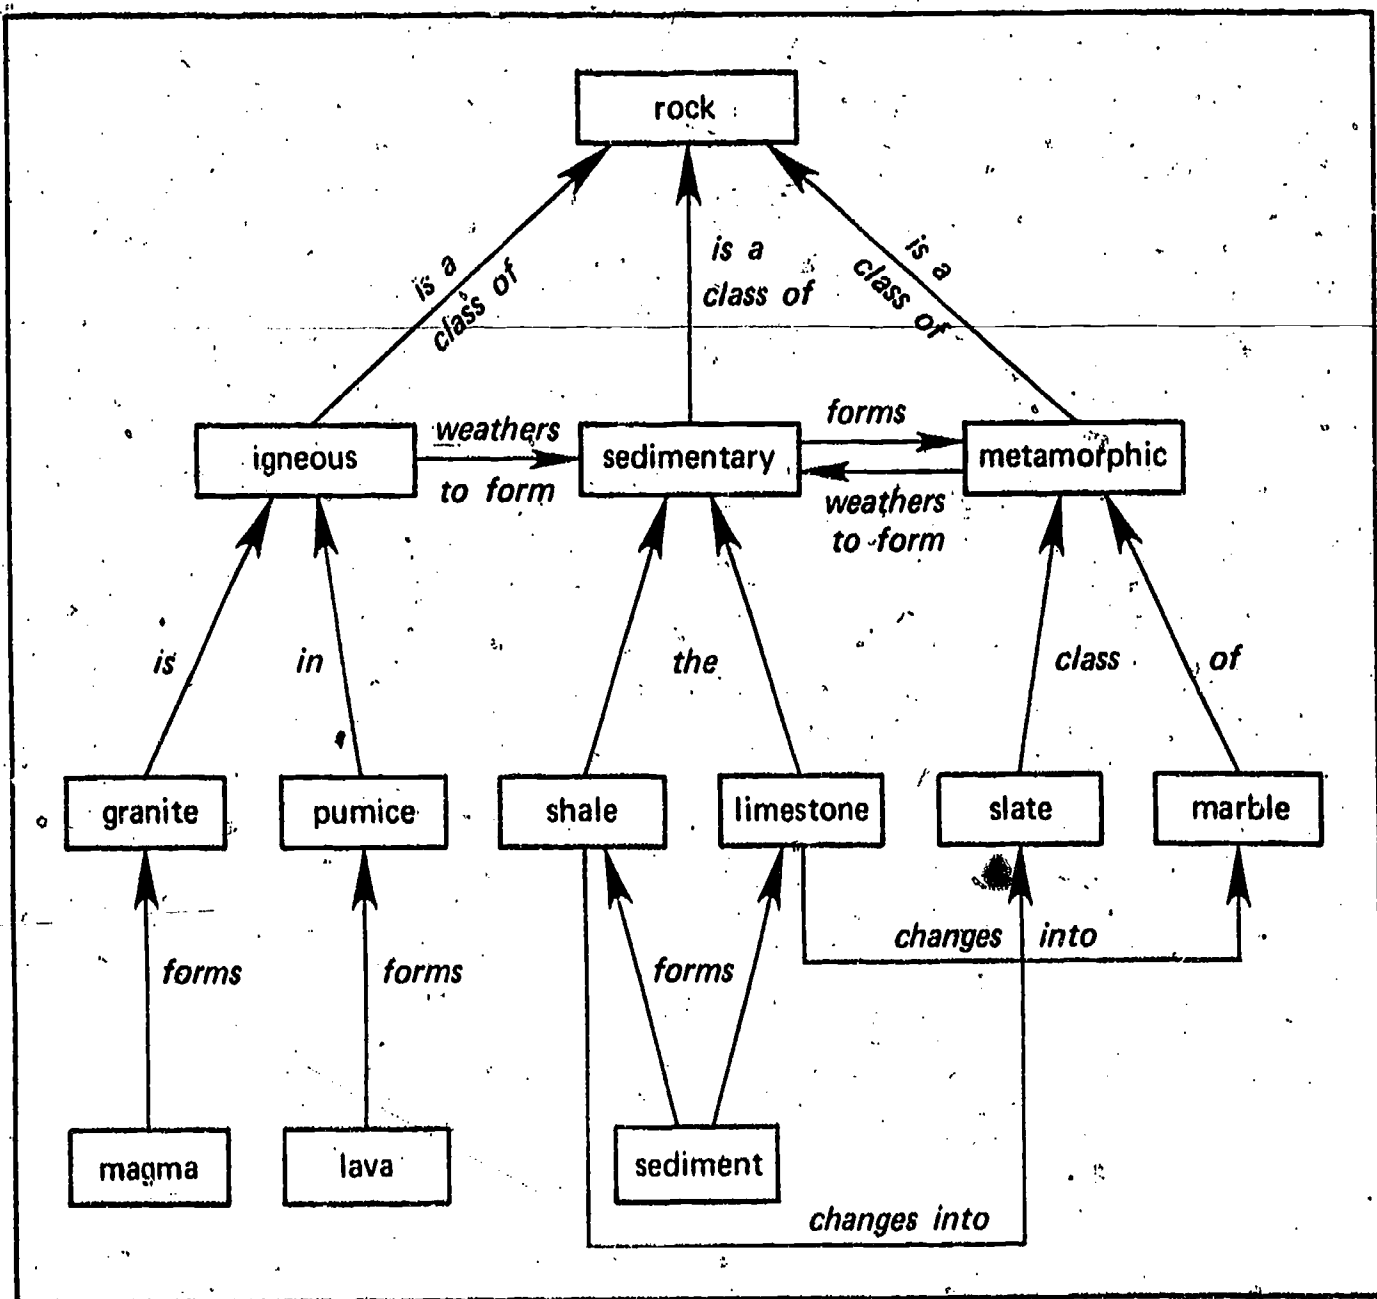 rock
is a
class of
is a
class of
is a
class of
igneous
weathers
to form
sedimentary
forms
weathers
to form
metamorphic
is in the class of
granite
pumice
shale
limestone
slate
marble
forms
forms
forms
changes into
magma
lava
sediment
changes into